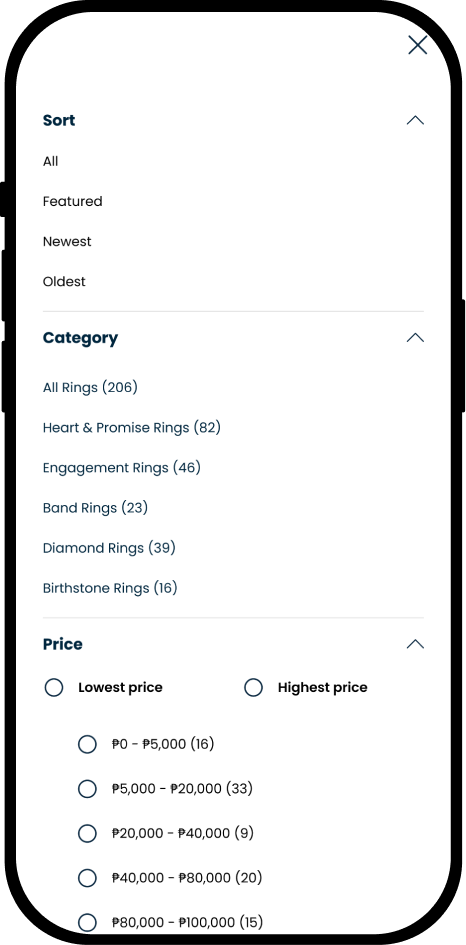 Sort
All
Featured
Newest
Oldest
Category
All Rings (206)
Heart & Promise Rings (82)
Engagement Rings (46)
Band Rings (23)
Diamond Rings (39)
Birthstone Rings (16)
Price
Lowest price Highest price
₱0 - ₱5,000 (16)
₱5,000 - ₱20,000 (33)
₱20,000 - ₱40,000 (9)
₱40,000 - ₱80,000 (20)
₱80,000 - ₱100,000 (15)